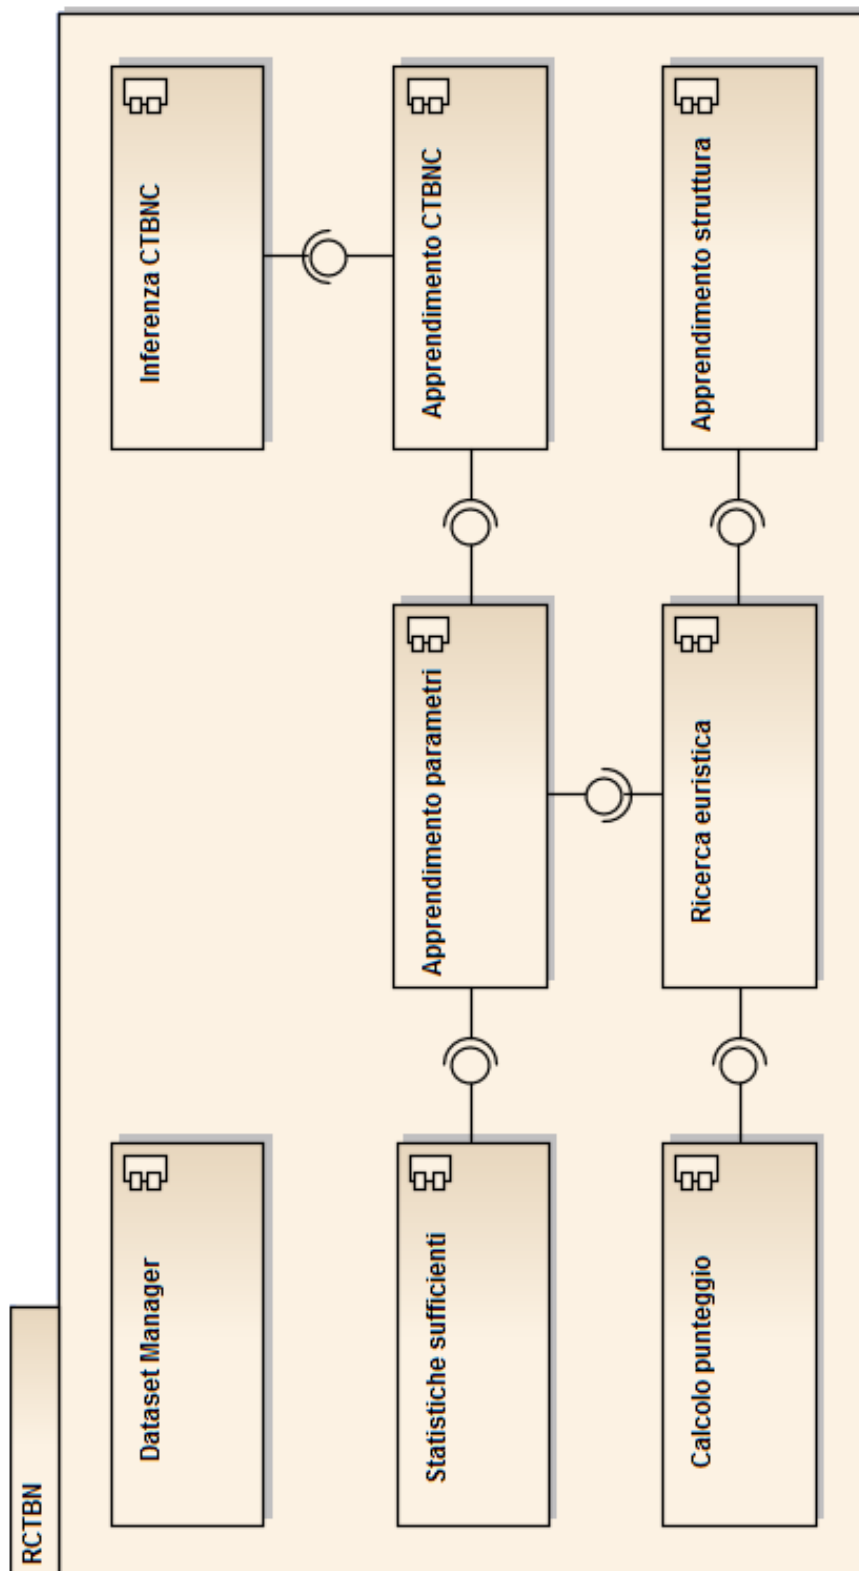 RCTBN
Dataset Manager
Inferenza CTBNC
Statistiche sufficienti
Apprendimento parametri
Apprendimento CTBNC
Calcolo punteggio
Ricerca euristica
Apprendimento struttura